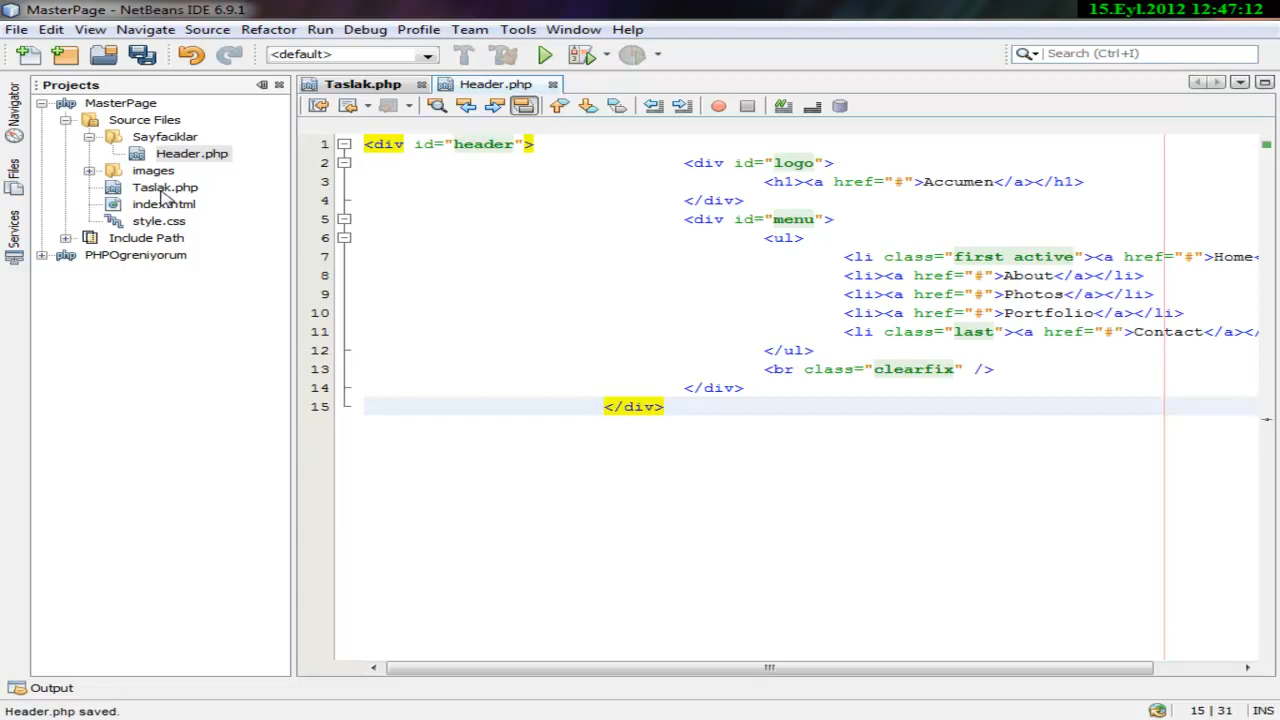 MasterPage - NetBeans IDE 6.9.1
15.Eyl.2012 12:47:12
File Edit View Navigate Source Refactor Run Debug Profile Team Tools Window Help
<default>
Search (Ctrl+I)
Projects
Taslak.php
Header.php
Navigator
Files
Services
MasterPage
Source Files
Sayfaciklar
Header.php
images
Taslak.php
index.html
style.css
Include Path
PHPOgreniyorum
1 <div id="header">
2 <div id="logo">
3 <h1><a href="#">Accumen</a></h1>
4 </div>
5 <div id="menu">
6 <ul>
7 <li class="first active"><a href="#">Home<
8 <li><a href="#">About</a></li>
9 <li><a href="#">Photos</a></li>
10 <li><a href="#">Portfolio</a></li>
11 <li class="last"><a href="#">Contact</a></
12 </ul>
13 <br class="clearfix" />
14 </div>
15 </div>
Output
Header.php saved.
15 | 31 INS